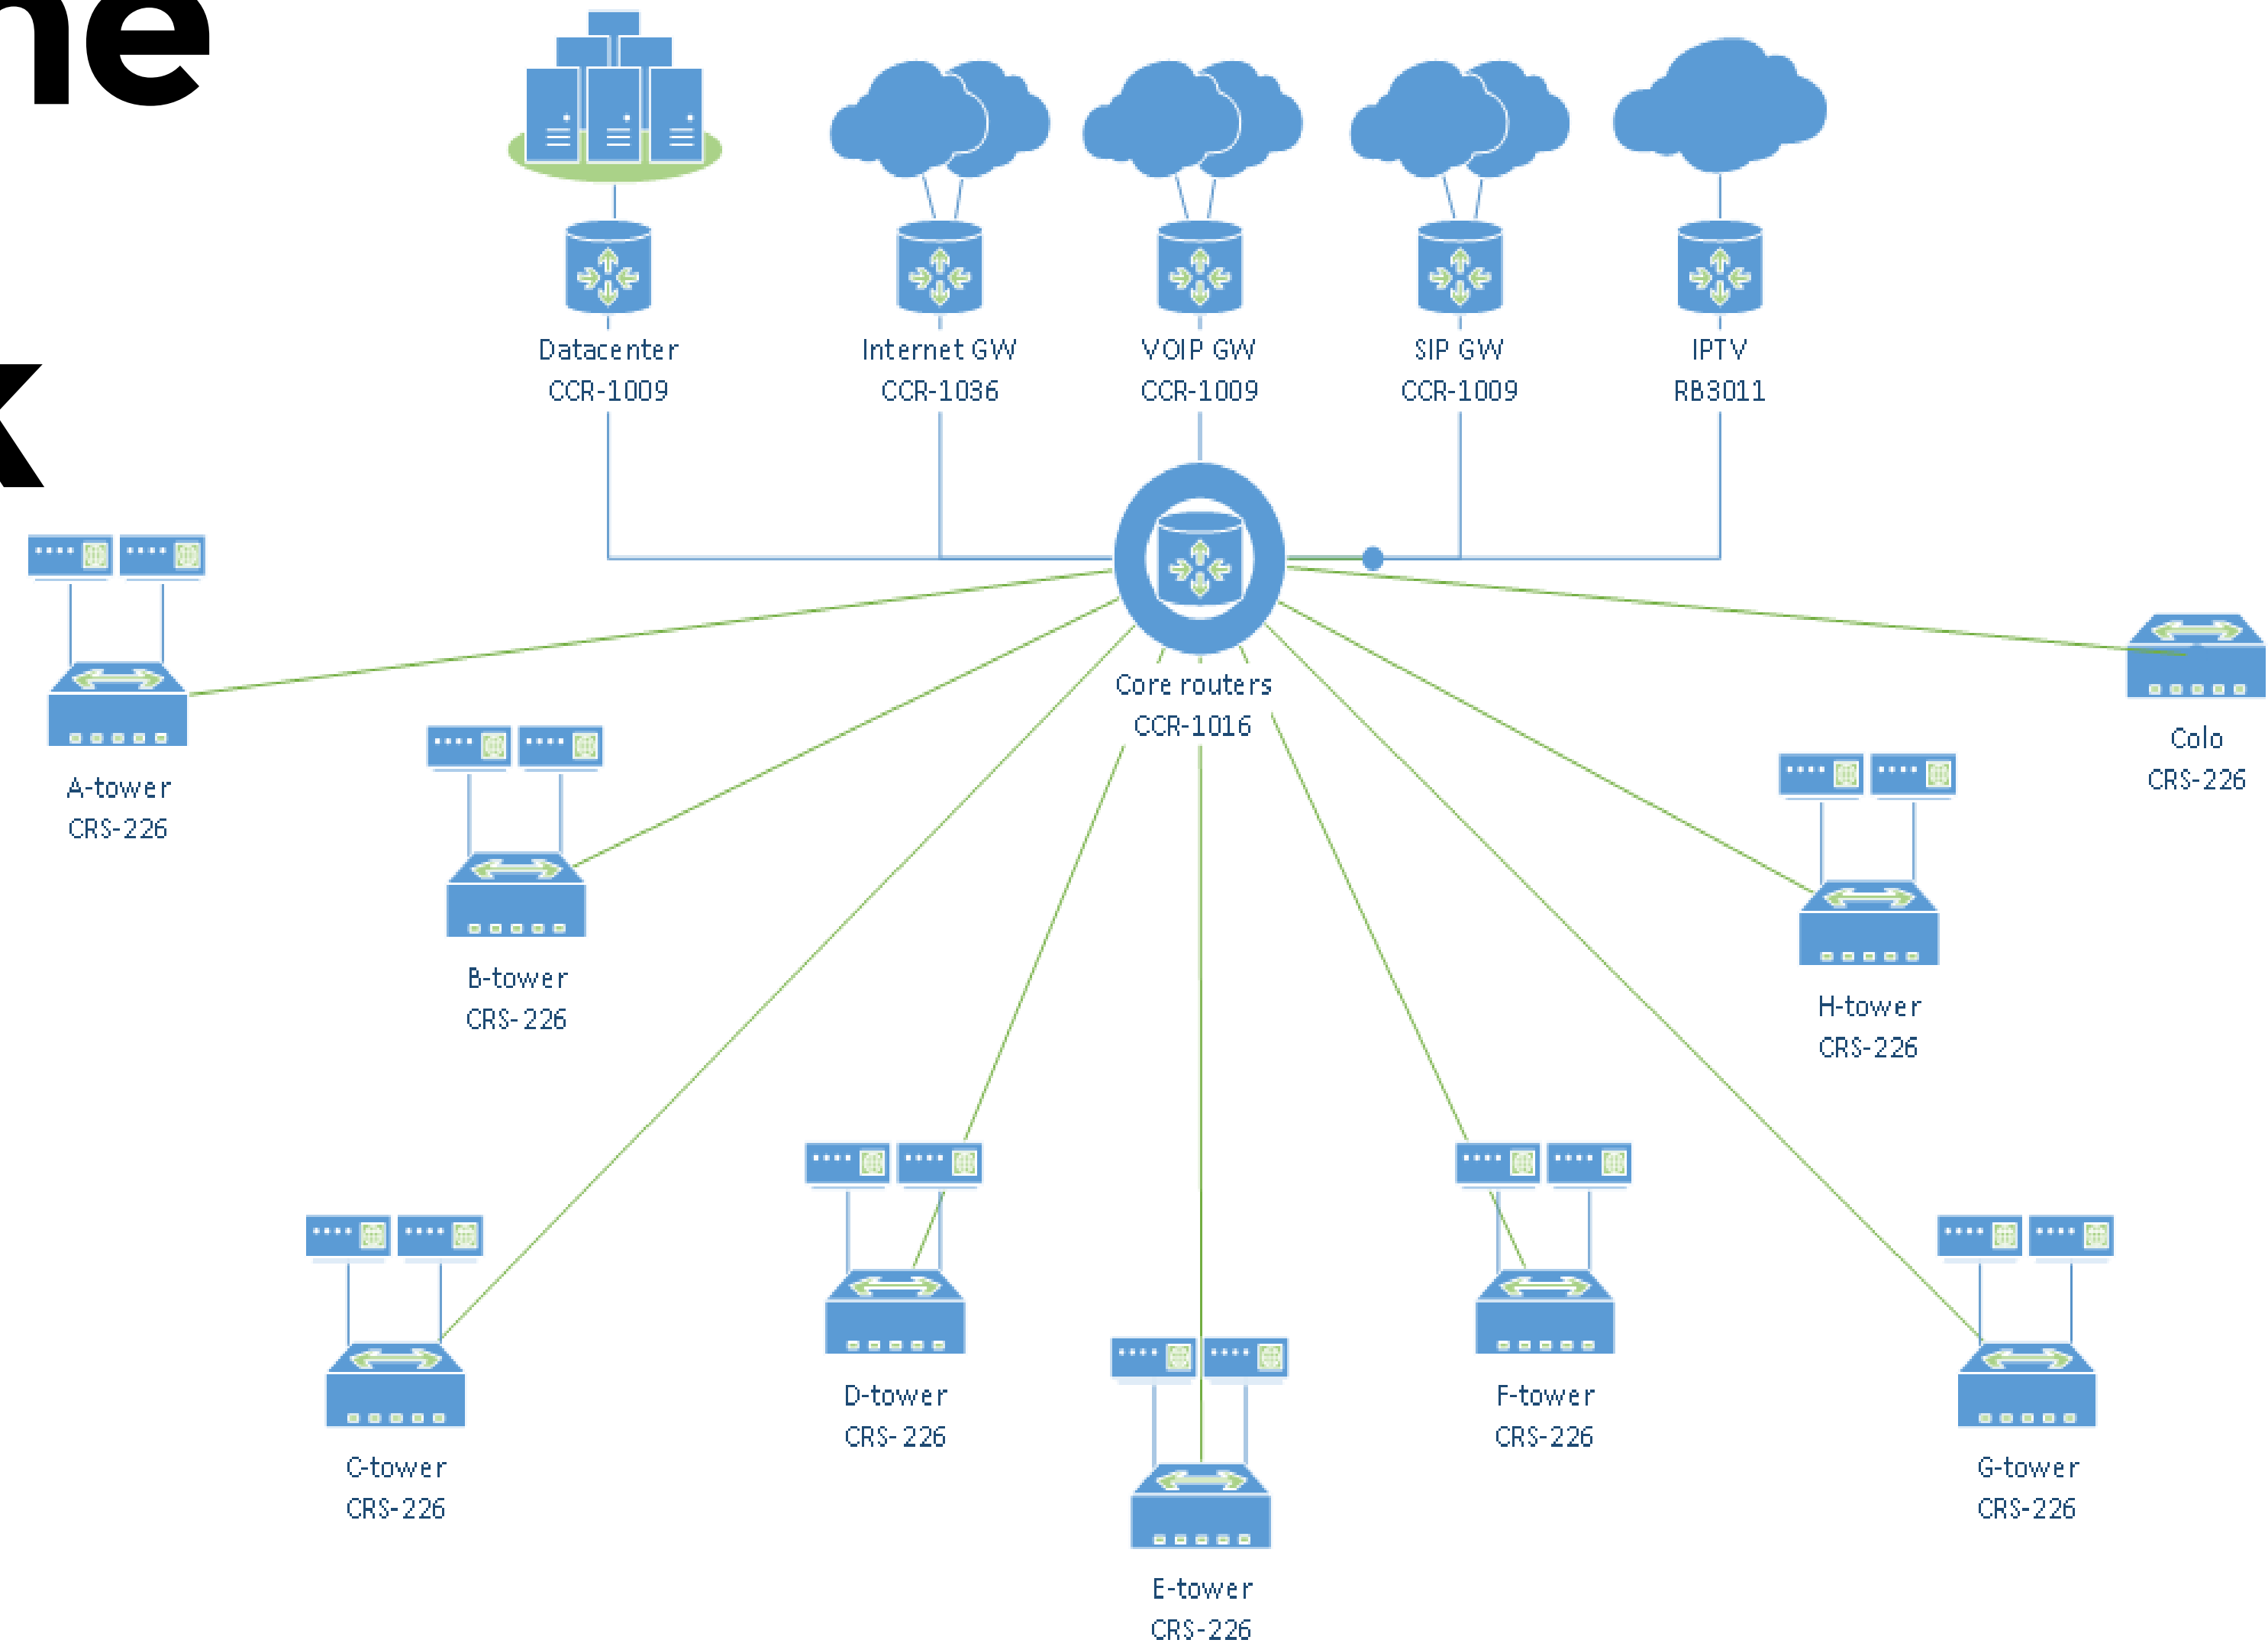 ne
k
Datacenter
CCR-1009
Internet GW
CCR-1036
VOIP GW
CCR-1009
SIP GW
CCR-1009
IPTV
RB3011
Core routers
CCR-1016
Colo
CRS-226
A-tower
CRS-226
B-tower
CRS-226
H-tower
CRS-226
D-tower
CRS-226
F-tower
CRS-226
C-tower
CRS-226
G-tower
CRS-226
E-tower
CRS-226